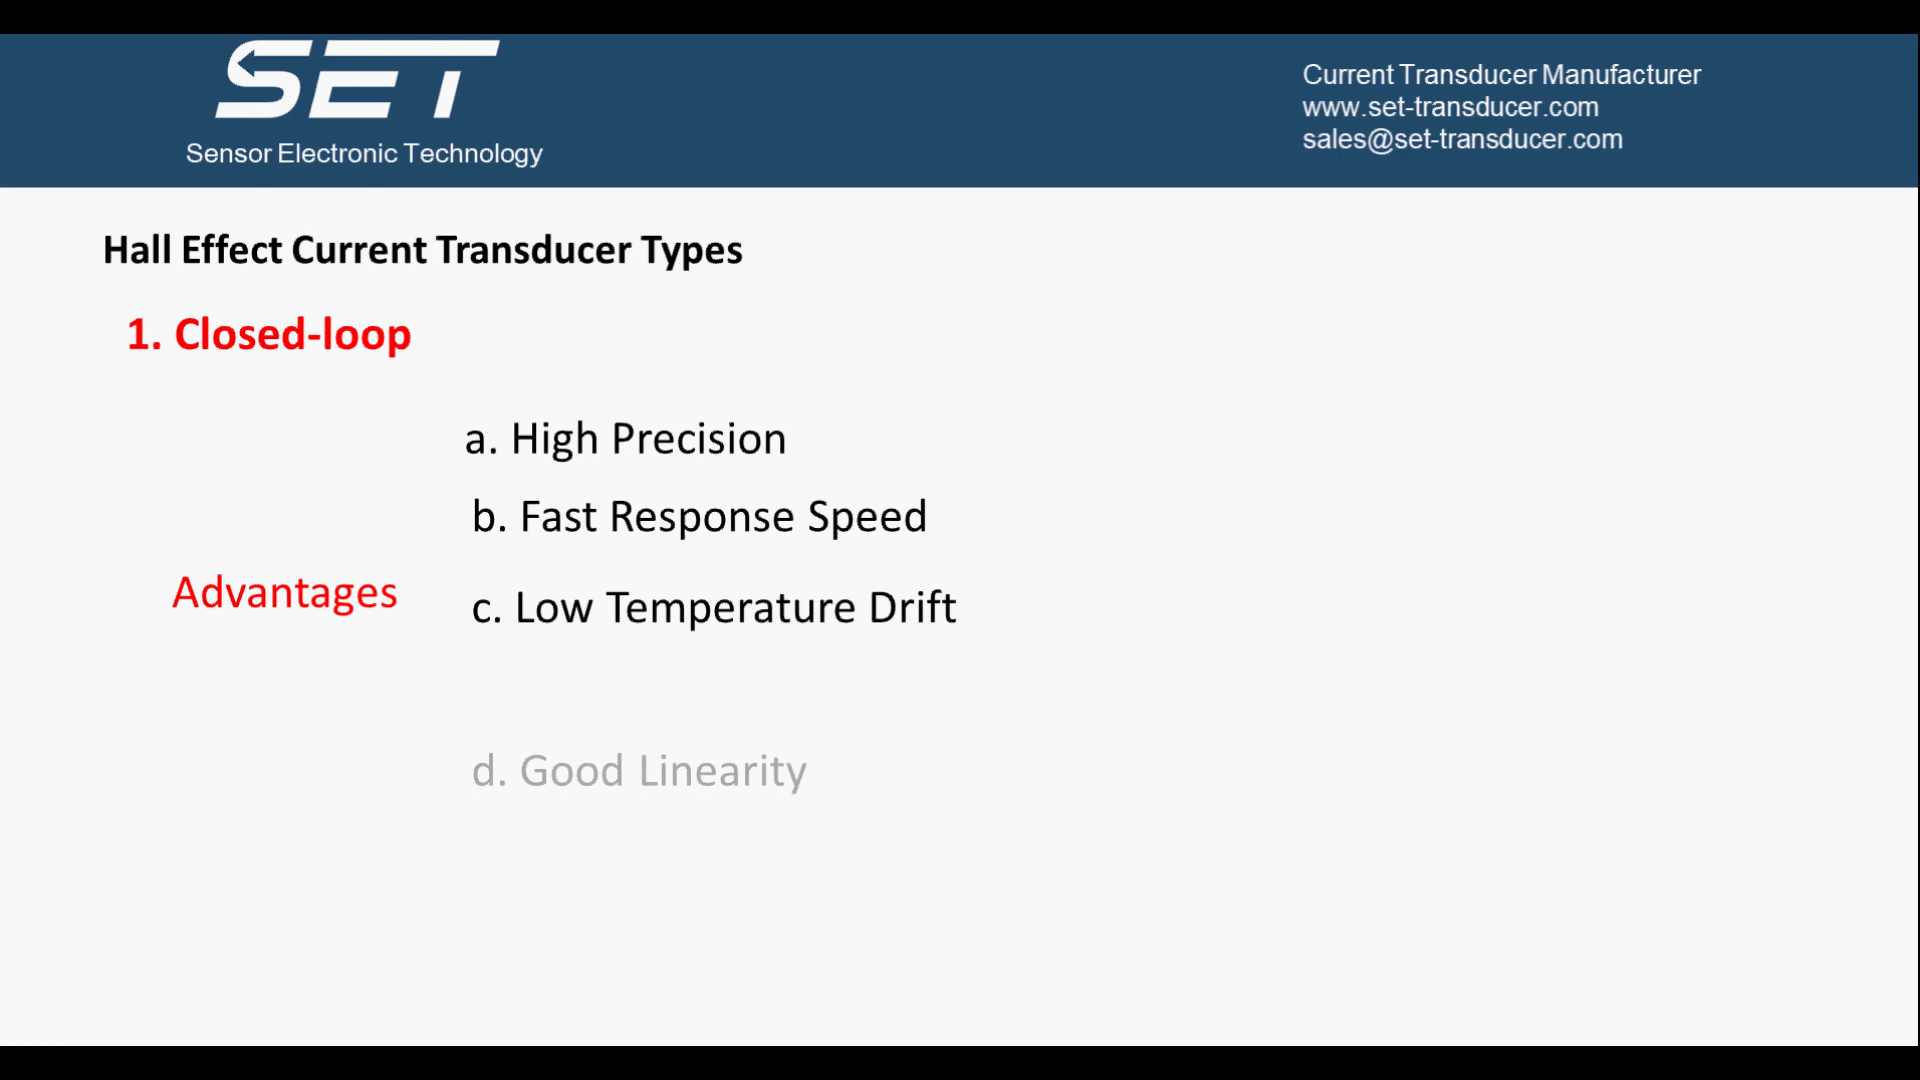 SET
Sensor Electronic Technology
Current Transducer Manufacturer
www.set-transducer.com
sales@set-transducer.com
Hall Effect Current Transducer Types
1. Closed-loop
a. High Precision
b. Fast Response Speed
Advantages
c. Low Temperature Drift
d. Good Linearity